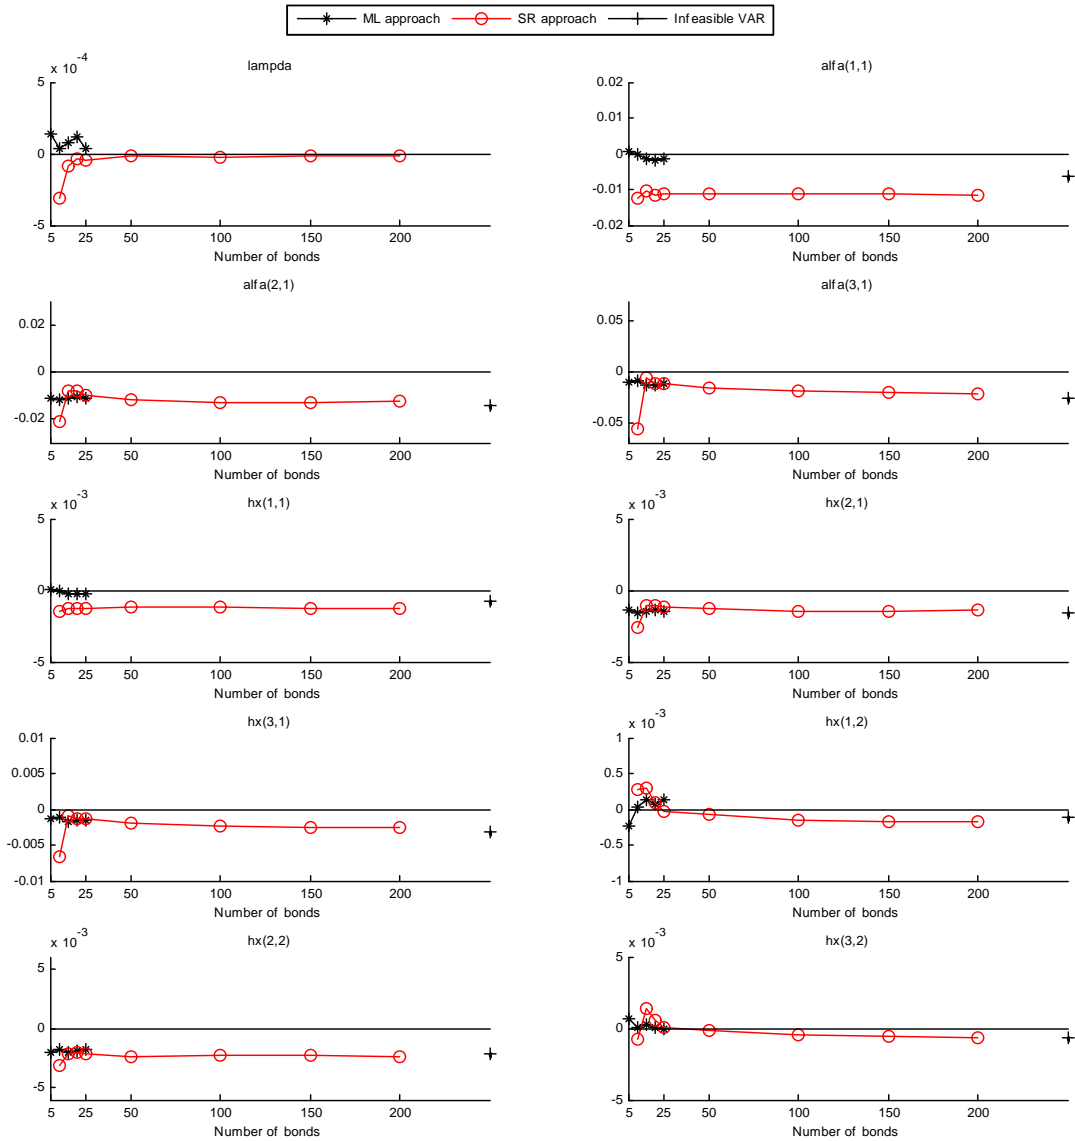 ML approach SR approach Infeasible VAR
x 10^-4
lampda
5
0
-5
5 25 50 100 150 200
Number of bonds
alfa(1,1)
0.02
0.01
0
-0.01
-0.02
5 25 50 100 150 200
Number of bonds
alfa(2,1)
0.02
0
-0.02
5 25 50 100 150 200
Number of bonds
alfa(3,1)
0.05
0
-0.05
5 25 50 100 150 200
Number of bonds
x 10^-3
hx(1,1)
5
0
-5
5 25 50 100 150 200
Number of bonds
x 10^-3
hx(2,1)
5
0
-5
5 25 50 100 150 200
Number of bonds
hx(3,1)
0.01
0.005
0
-0.005
-0.01
5 25 50 100 150 200
Number of bonds
x 10^-3
hx(1,2)
1
0.5
0
-0.5
-1
5 25 50 100 150 200
Number of bonds
x 10^-3
hx(2,2)
5
0
-5
5 25 50 100 150 200
Number of bonds
x 10^-3
hx(3,2)
5
0
-5
5 25 50 100 150 200
Number of bonds